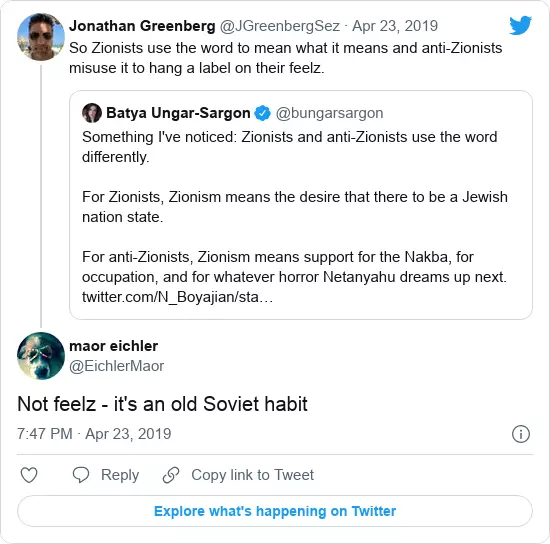 Jonathan Greenberg @JGreenbergSez · Apr 23, 2019
So Zionists use the word to mean what it means and anti-Zionists
misuse it to hang a label on their feelz.
Batya Ungar-Sargon @bungarsargon
Something I've noticed: Zionists and anti-Zionists use the word
differently.
For Zionists, Zionism means the desire that there to be a Jewish
nation state.
For anti-Zionists, Zionism means support for the Nakba, for
occupation, and for whatever horror Netanyahu dreams up next.
twitter.com/N_Boyajian/sta…
maor eichler
@EichlerMaor
Not feelz - it's an old Soviet habit
7:47 PM · Apr 23, 2019
Reply
Copy link to Tweet
Explore what's happening on Twitter